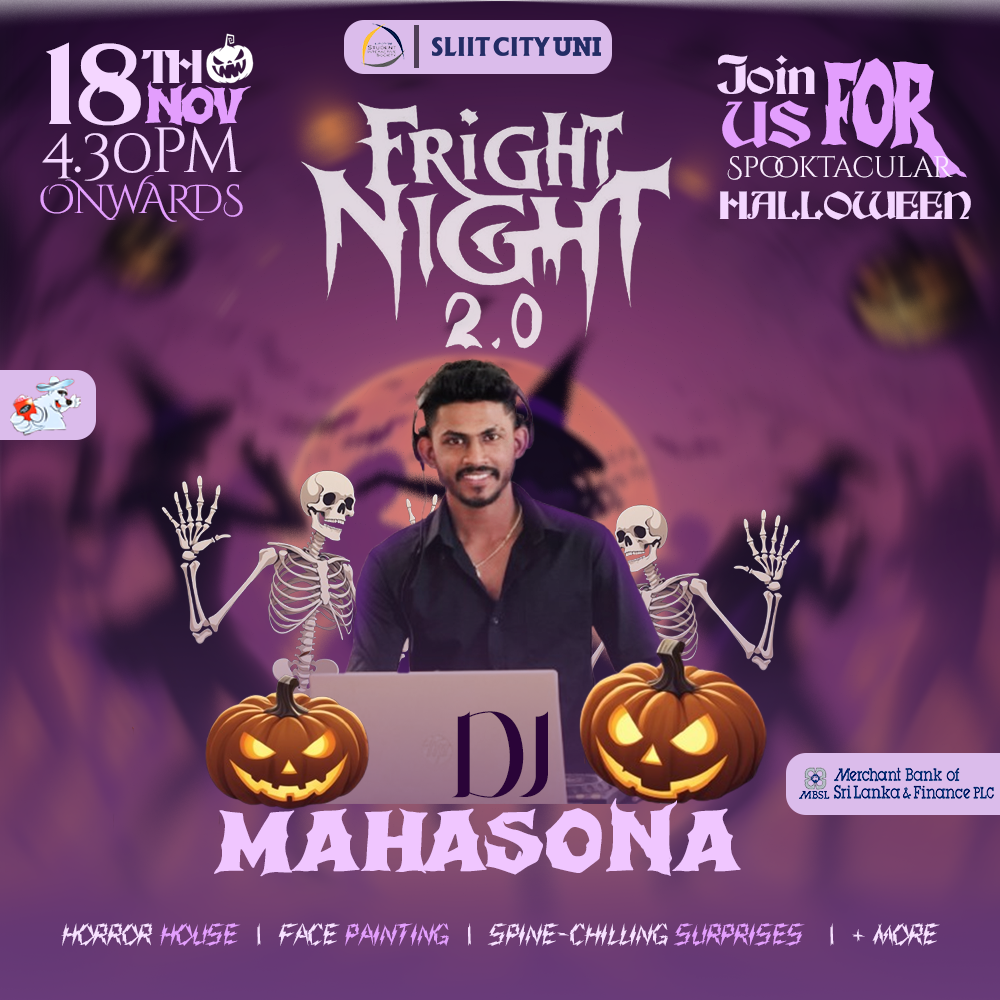 STUDENT
SLIIT CITY UNI
18TH
NOV
4.30PM
ONWARDS
Join
US FOR
SPOOKTACULAR
HALLOWEEN
FRIGHT
NIGHT
2.0
DJ
MAHASONA
MBSL
Merchant Bank of
Sri Lanka & Finance PLC
HORROR HOUSE | FACE PAINTING | SPINE-CHILLING SURPRISES | + MORE